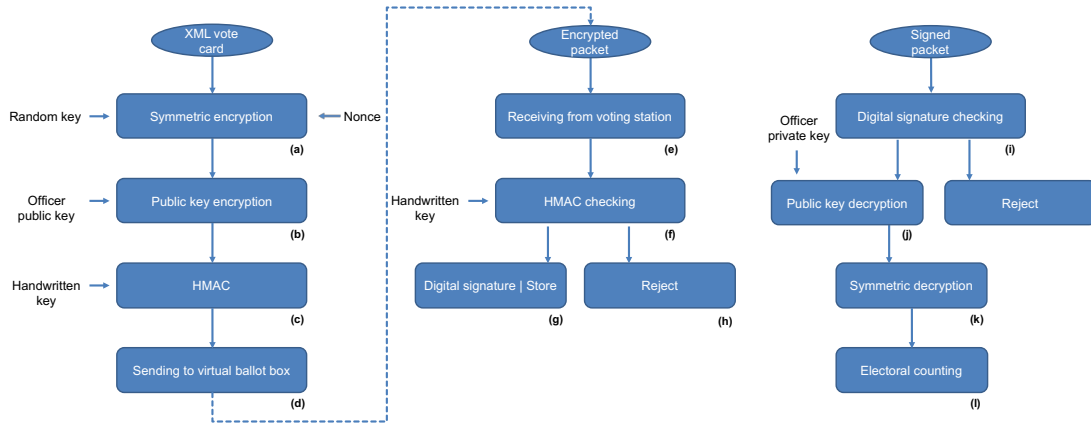 XML vote
card
Random key
Symmetric encryption
Nonce
(a)
Officer
public key
Public key encryption
(b)
Handwritten
key
HMAC
(c)
Sending to virtual ballot box
(d)
Encrypted
packet
Receiving from voting station
(e)
Handwritten
key
HMAC checking
(f)
Digital signature | Store
(g)
Reject
(h)
Signed
packet
Digital signature checking
(i)
Officer
private key
Public key decryption
(j)
Reject
Symmetric decryption
(k)
Electoral counting
(l)